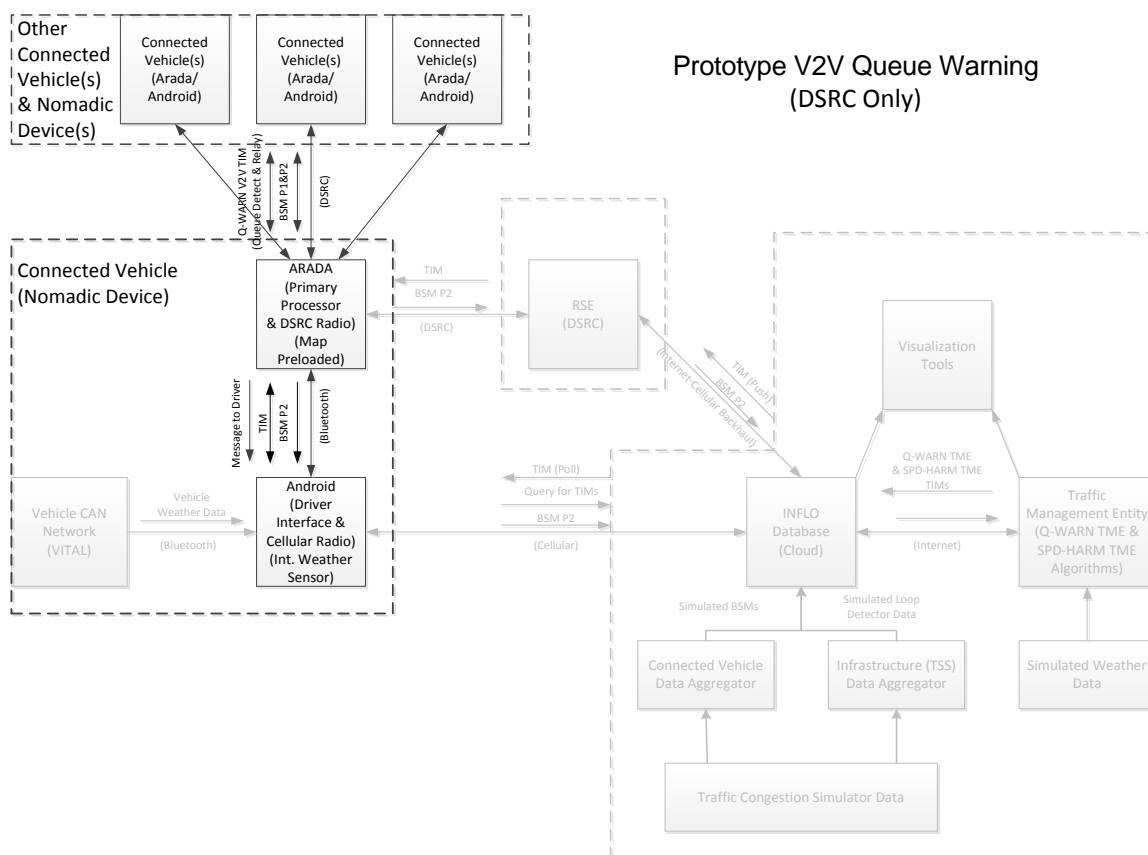 Other
Connected
Vehicle(s)
& Nomadic
Device(s)
Connected
Vehicle(s)
(Arada/
Android)
Connected
Vehicle(s)
(Arada/
Android)
Connected
Vehicle(s)
(Arada/
Android)
Prototype V2V Queue Warning
(DSRC Only)
Q-WARN V2V TIM
(Queue Detect & Relay)
BSM P1&P2
(DSRC)
Connected Vehicle
(Nomadic Device)
ARADA
(Primary
Processor
& DSRC Radio)
(Map
Preloaded)
TIM
BSM P2
(DSRC)
RSE
(DSRC)
TIM (Push)
BSM P2
(Internet-Cellular Backhaul)
Visualization
Tools
Message to Driver
TIM
BSM P2
(Bluetooth)
Vehicle CAN
Network
(VITAL)
Vehicle
Weather Data
(Bluetooth)
Android
(Driver
Interface &
Cellular Radio)
(Int. Weather
Sensor)
TIM (Poll)
Query for TIMs
BSM P2
(Cellular)
INFLO
Database
(Cloud)
Q-WARN TME
& SPD-HARM TME
TIMs
(Internet)
Traffic
Management Entity
(Q-WARN TME &
SPD-HARM TME
Algorithms)
Simulated BSMs
Simulated Loop
Detector Data
Connected Vehicle
Data Aggregator
Infrastructure (TSS)
Data Aggregator
Simulated Weather
Data
Traffic Congestion Simulator Data